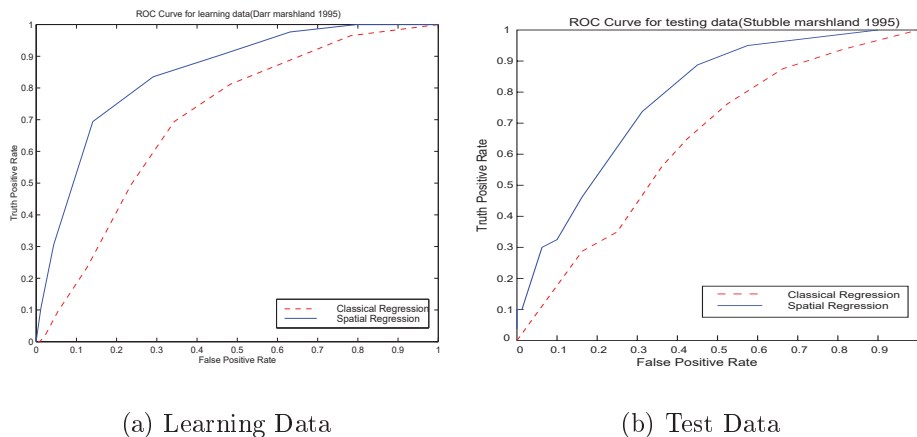 ROC Curve for learning data(Darr marshland 1995)
1
0.9
0.8
0.7
0.6
0.5
0.4
0.3
0.2
0.1
0
Truth Positive Rate
Classical Regression
Spatial Regression
0 0.1 0.2 0.3 0.4 0.5 0.6 0.7 0.8 0.9 1
False Positive Rate
(a) Learning Data
ROC Curve for testing data(Stubble marshland 1995)
1
0.9
0.8
0.7
0.6
0.5
0.4
0.3
0.2
0.1
0
Truth Positive Rate
Classical Regression
Spatial Regression
0 0.1 0.2 0.3 0.4 0.5 0.6 0.7 0.8 0.9
False Positive Rate
(b) Test Data